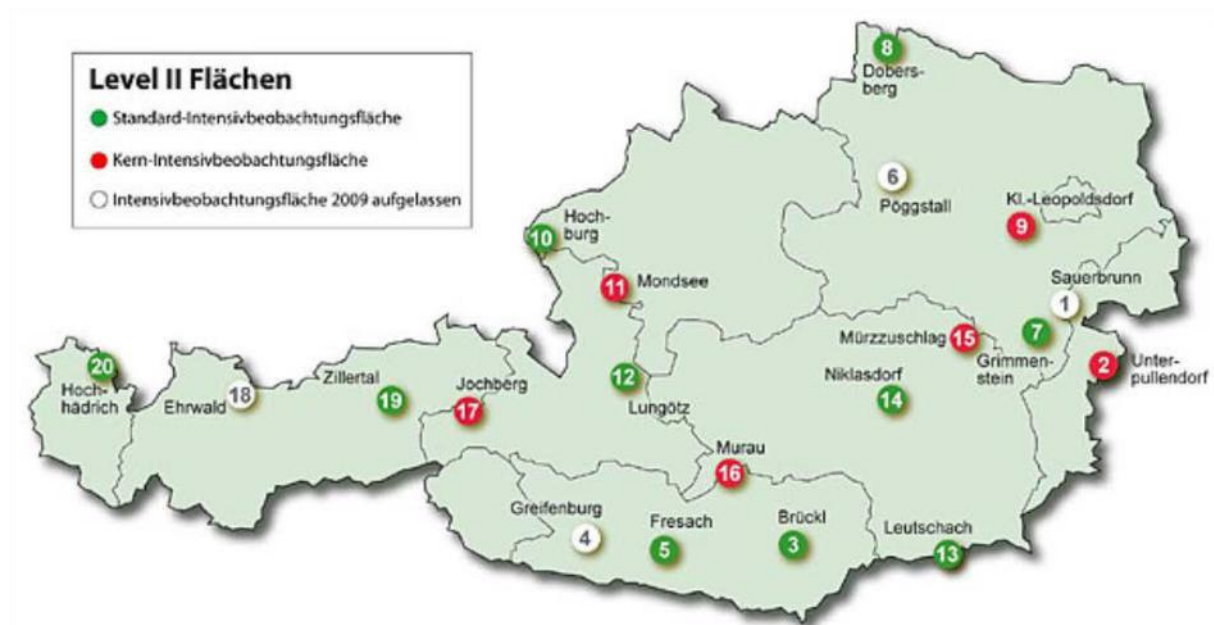 Level II Flächen
Standard-Intensivbeobachtungsfläche
Kern-Intensivbeobachtungsfläche
Intensivbeobachtungsfläche 2009 aufgelassen
8
Dobers-
berg
6
Pöggstall
Kl.-Leopoldsdorf
9
10
Hoch-
burg
11
Mondsee
Sauerbrunn
1
7
Grimmen-
stein
Mürzzuschlag
15
2
Unter-
pullendorf
20
Hoch-
hädrich
Ehrwald
18
Zillertal
19
Jochberg
17
12
Lungötz
Niklasdorf
14
Murau
16
Greifenburg
4
Fresach
5
Brückl
3
Leutschach
13